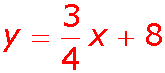 y = 3/4 x + 8